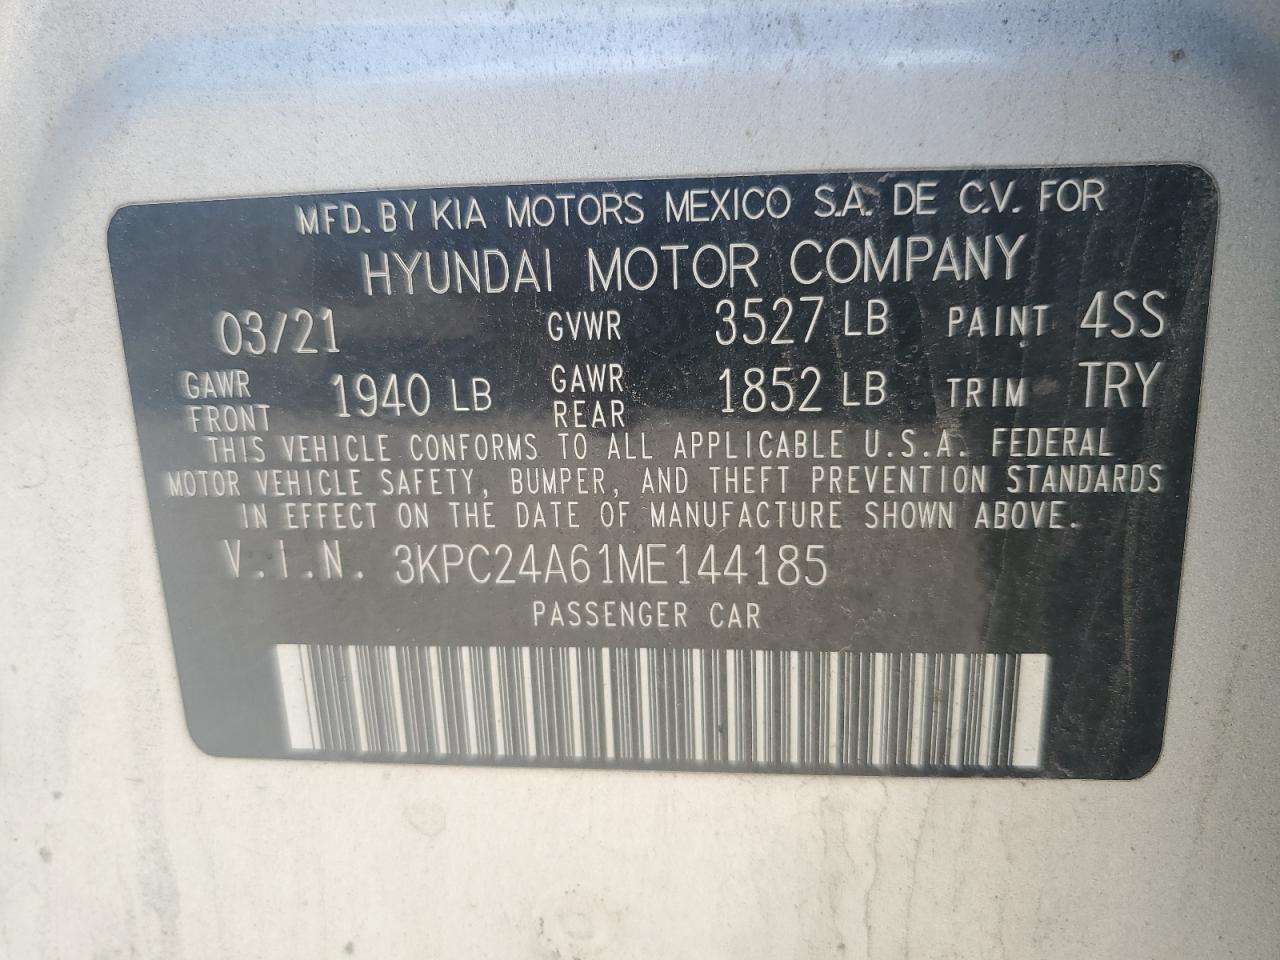 MFD. BY KIA MOTORS MEXICO S.A. DE C.V. FOR
HYUNDAI MOTOR COMPANY
03/21 GVWR 3527 LB PAINT 4SS
GAWR FRONT 1940 LB GAWR REAR 1852 LB TRIM TRY
THIS VEHICLE CONFORMS TO ALL APPLICABLE U.S.A. FEDERAL
MOTOR VEHICLE SAFETY, BUMPER, AND THEFT PREVENTION STANDARDS
IN EFFECT ON THE DATE OF MANUFACTURE SHOWN ABOVE.
V.I.N. 3KPC24A61ME144185
PASSENGER CAR